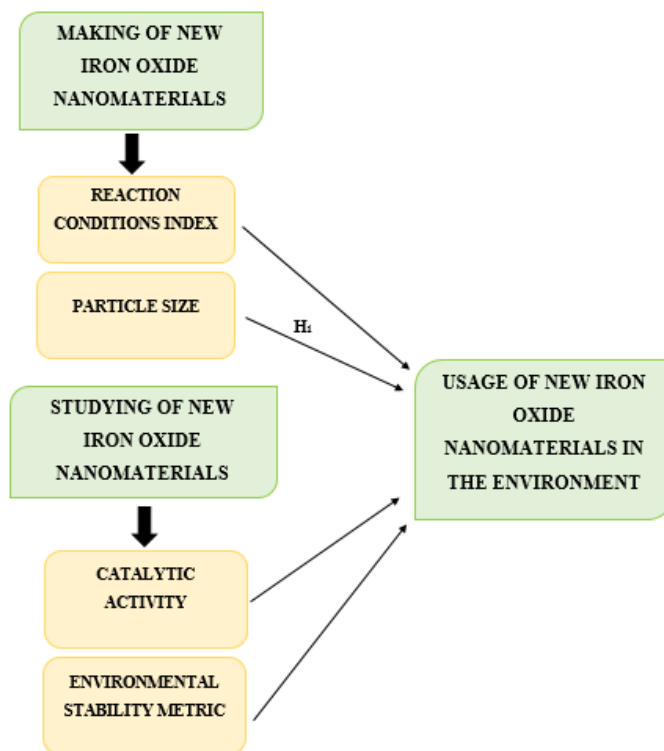 MAKING OF NEW
IRON OXIDE
NANOMATERIALS
REACTION
CONDITIONS INDEX
PARTICLE SIZE
H₁
STUDYING OF NEW
IRON OXIDE
NANOMATERIALS
CATALYTIC
ACTIVITY
ENVIRONMENTAL
STABILITY METRIC
USAGE OF NEW IRON
OXIDE
NANOMATERIALS IN
THE ENVIRONMENT